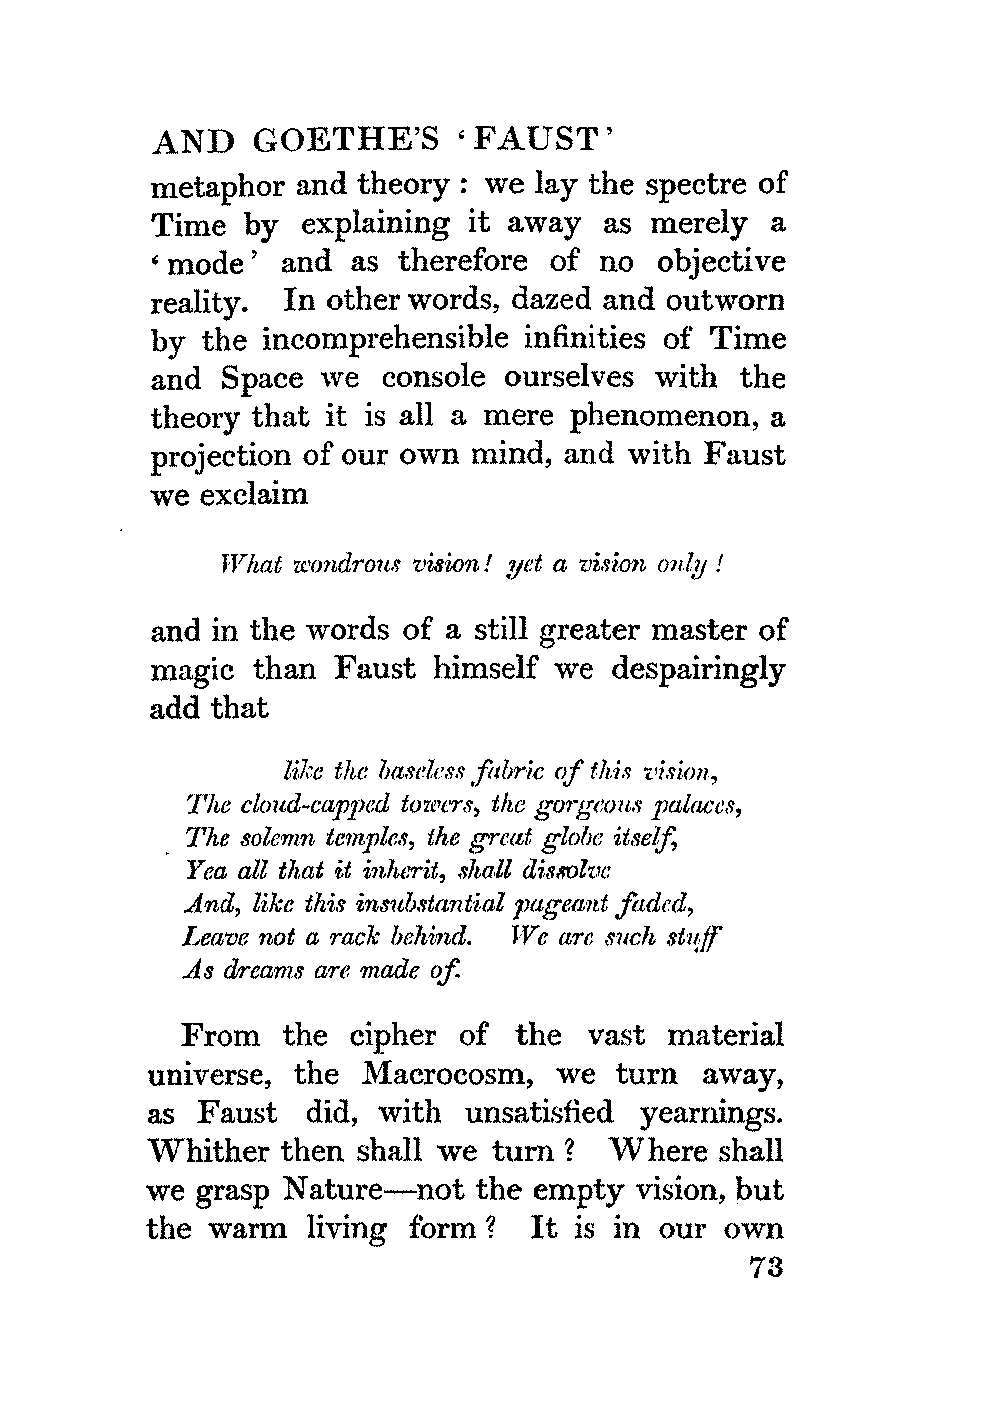 AND GOETHE'S ‘FAUST’
metaphor and theory : we lay the spectre of
Time by explaining it away as merely a
‘mode’ and as therefore of no objective
reality. In other words, dazed and outworn
by the incomprehensible infinities of Time
and Space we console ourselves with the
theory that it is all a mere phenomenon, a
projection of our own mind, and with Faust
we exclaim
What wondrous vision! yet a vision only!
and in the words of a still greater master of
magic than Faust himself we despairingly
add that
like the baseless fabric of this vision,
The cloud-capped towers, the gorgeous palaces,
The solemn temples, the great globe itself,
Yea all that it inherit, shall dissolve
And, like this insubstantial pageant faded,
Leave not a rack behind. We are such stuff
As dreams are made of.
From the cipher of the vast material
universe, the Macrocosm, we turn away,
as Faust did, with unsatisfied yearnings.
Whither then shall we turn ? Where shall
we grasp Nature—not the empty vision, but
the warm living form ? It is in our own
73